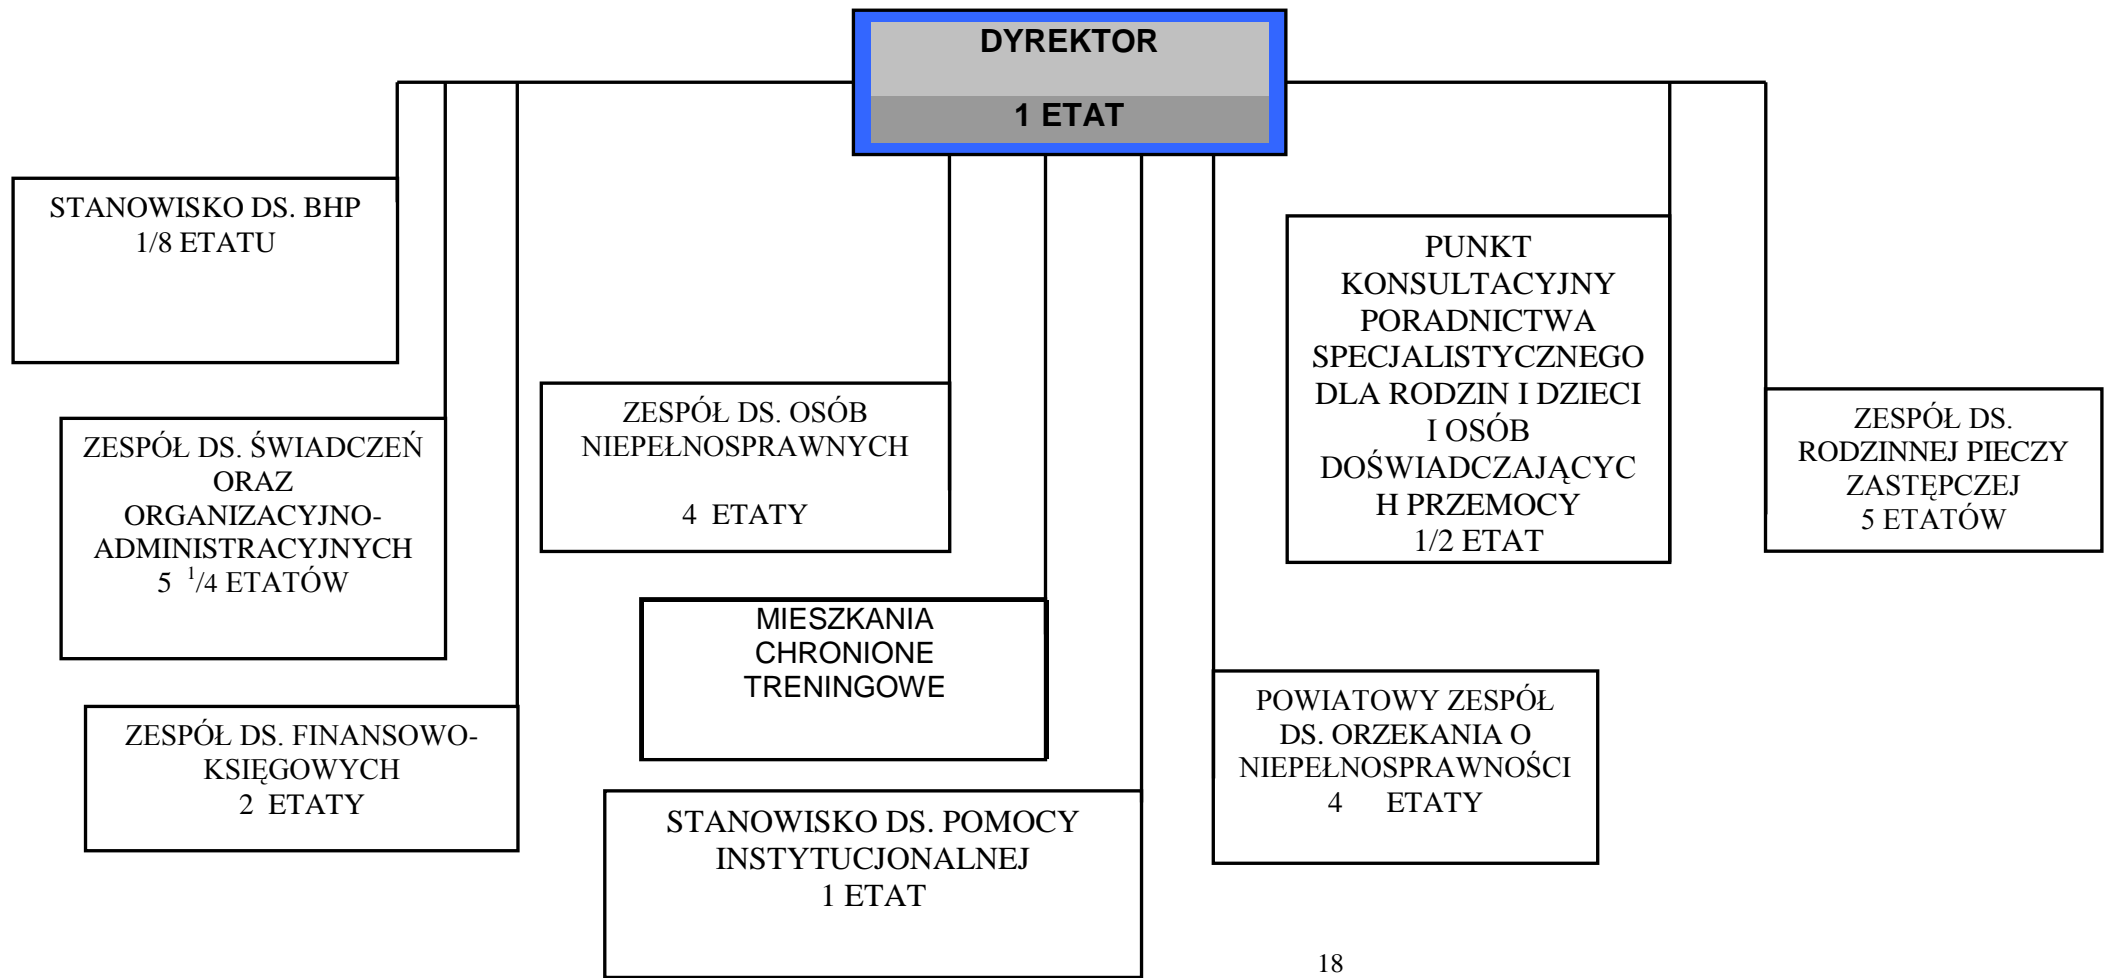 DYREKTOR
1 ETAT
STANOWISKO DS. BHP
1/8 ETATU
ZESPÓŁ DS. ŚWIADCZEŃ
ORAZ
ORGANIZACYJNO-
ADMINISTRACYJNYCH
5 1/4 ETATÓW
ZESPÓŁ DS. FINANSOWO-
KSIĘGOWYCH
2 ETATY
ZESPÓŁ DS. OSÓB
NIEPEŁNOSPRAWNYCH
4 ETATY
MIESZKANIA
CHRONIONE
TRENINGOWE
STANOWISKO DS. POMOCY
INSTYTUCJONALNEJ
1 ETAT
PUNKT
KONSULTACYJNY
PORADNICTWA
SPECJALISTYCZNEGO
DLA RODZIN I DZIECI
I OSÓB
DOŚWIADCZAJĄCYC
H PRZEMOCY
1/2 ETAT
POWIATOWY ZESPÓŁ
DS. ORZEKANIA O
NIEPEŁNOSPRAWNOŚCI
4 ETATY
ZESPÓŁ DS.
RODZINNEJ PIECZY
ZASTĘPCZEJ
5 ETATÓW
18